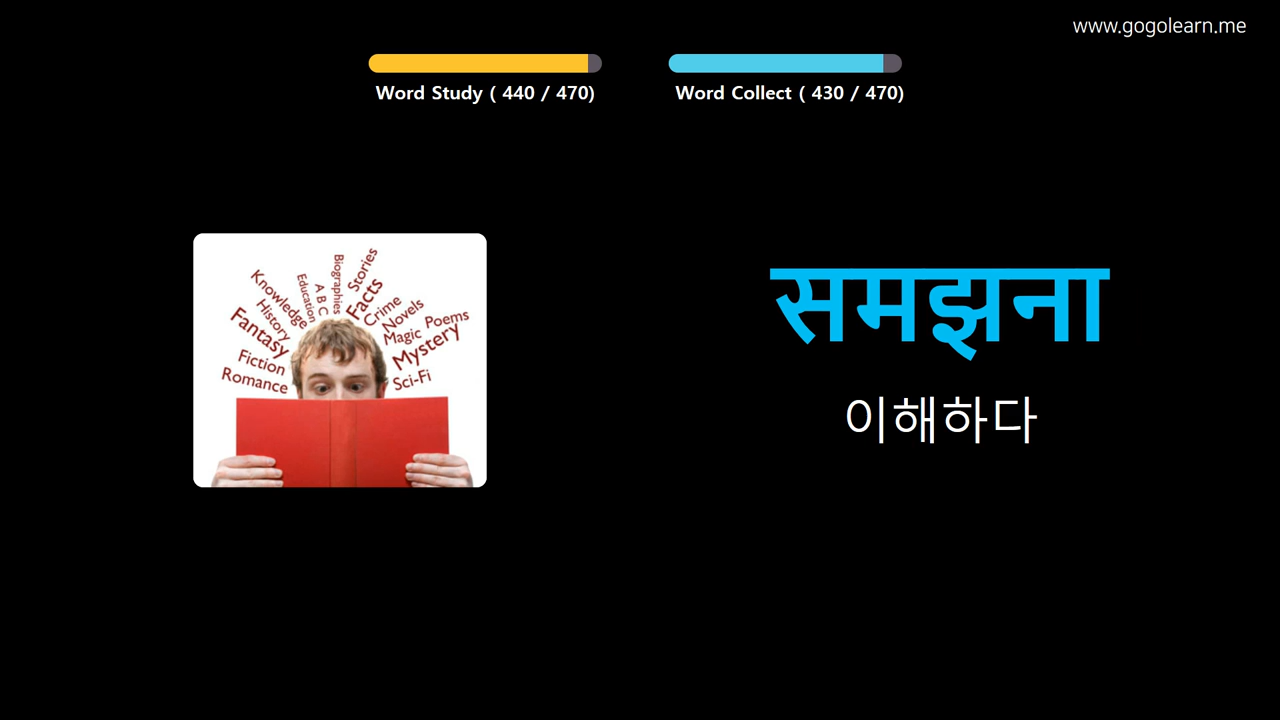 www.gogolearn.me
Word Study ( 440 / 470)
Word Collect ( 430 / 470)
समझना
이해하다
Knowledge
History
Fantasy
Fiction
Romance
Education
A B C
Biographies
Stories
Facts
Crime
Novels
Magic
Poems
Mystery
Sci-Fi